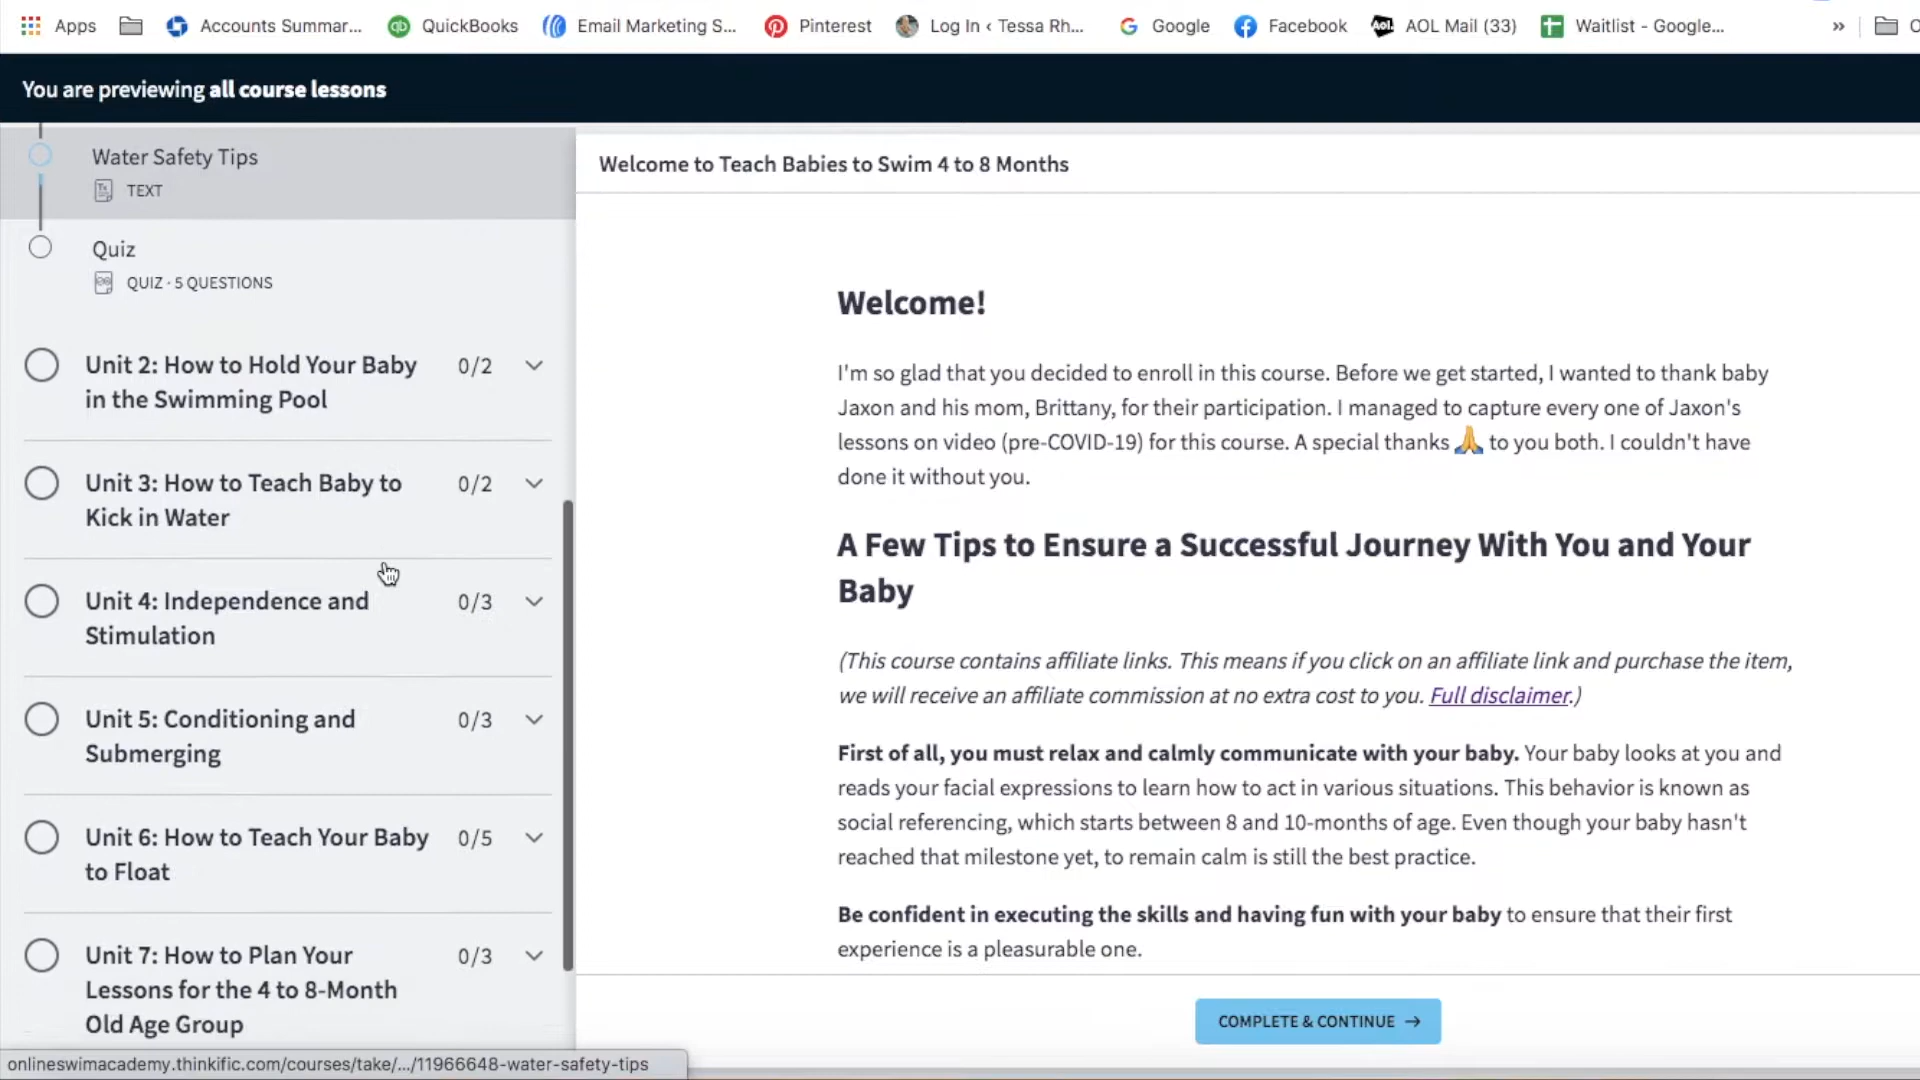 Apps Accounts Summar... QuickBooks Email Marketing S... Pinterest Log In ‹ Tessa Rh... Google Facebook AOL Mail (33) Waitlist - Google... »
You are previewing all course lessons
Water Safety Tips
TEXT
Quiz
QUIZ · 5 QUESTIONS
Unit 2: How to Hold Your Baby 0/2
in the Swimming Pool
Unit 3: How to Teach Baby to 0/2
Kick in Water
Unit 4: Independence and 0/3
Stimulation
Unit 5: Conditioning and 0/3
Submerging
Unit 6: How to Teach Your Baby 0/5
to Float
Unit 7: How to Plan Your 0/3
Lessons for the 4 to 8-Month
Old Age Group
onlineswimacademy.thinkific.com/courses/take/.../11966648-water-safety-tips
Welcome to Teach Babies to Swim 4 to 8 Months
Welcome!
I'm so glad that you decided to enroll in this course. Before we get started, I wanted to thank baby
Jaxon and his mom, Brittany, for their participation. I managed to capture every one of Jaxon's
lessons on video (pre-COVID-19) for this course. A special thanks 🙏 to you both. I couldn't have
done it without you.
A Few Tips to Ensure a Successful Journey With You and Your
Baby
(This course contains affiliate links. This means if you click on an affiliate link and purchase the item,
we will receive an affiliate commission at no extra cost to you. Full disclaimer.)
First of all, you must relax and calmly communicate with your baby. Your baby looks at you and
reads your facial expressions to learn how to act in various situations. This behavior is known as
social referencing, which starts between 8 and 10-months of age. Even though your baby hasn't
reached that milestone yet, to remain calm is still the best practice.
Be confident in executing the skills and having fun with your baby to ensure that their first
experience is a pleasurable one.
COMPLETE & CONTINUE →